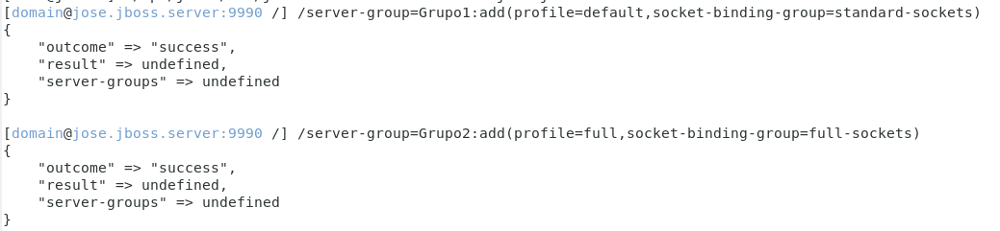 [domain@jose.jboss.server:9990 /] /server-group=Grupo1:add(profile=default,socket-binding-group=standard-sockets)
{
    "outcome" => "success",
    "result" => undefined,
    "server-groups" => undefined
}

[domain@jose.jboss.server:9990 /] /server-group=Grupo2:add(profile=full,socket-binding-group=full-sockets)
{
    "outcome" => "success",
    "result" => undefined,
    "server-groups" => undefined
}